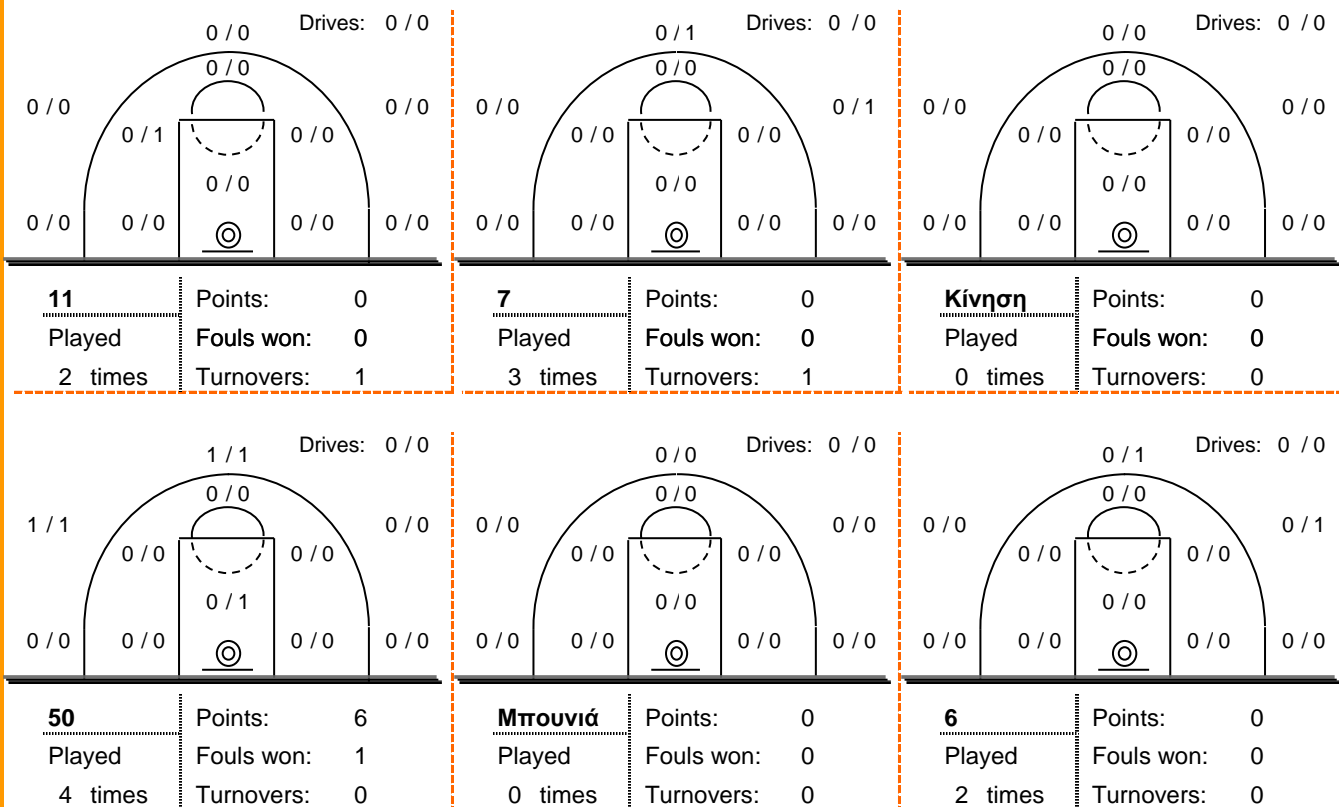 Drives: 0 / 0
0 / 0
0 / 0
0 / 0
0 / 0
0 / 1
0 / 0
0 / 0
0 / 0
0 / 0
0 / 0
0 / 0
11
Played
2 times
Points: 0
Fouls won: 0
Turnovers: 1
Drives: 0 / 0
0 / 1
0 / 0
0 / 0
0 / 1
0 / 0
0 / 0
0 / 0
0 / 0
0 / 0
0 / 0
0 / 0
7
Played
3 times
Points: 0
Fouls won: 0
Turnovers: 1
Drives: 0 / 0
0 / 0
0 / 0
0 / 0
0 / 0
0 / 0
0 / 0
0 / 0
0 / 0
0 / 0
0 / 0
0 / 0
Κίνηση
Played
0 times
Points: 0
Fouls won: 0
Turnovers: 0
Drives: 0 / 0
1 / 1
0 / 0
1 / 1
0 / 0
0 / 0
0 / 0
0 / 1
0 / 0
0 / 0
0 / 0
0 / 0
50
Played
4 times
Points: 6
Fouls won: 1
Turnovers: 0
Drives: 0 / 0
0 / 0
0 / 0
0 / 0
0 / 0
0 / 0
0 / 0
0 / 0
0 / 0
0 / 0
0 / 0
0 / 0
Μπουνιά
Played
0 times
Points: 0
Fouls won: 0
Turnovers: 0
Drives: 0 / 0
0 / 1
0 / 0
0 / 0
0 / 1
0 / 0
0 / 0
0 / 0
0 / 0
0 / 0
0 / 0
0 / 0
6
Played
2 times
Points: 0
Fouls won: 0
Turnovers: 0